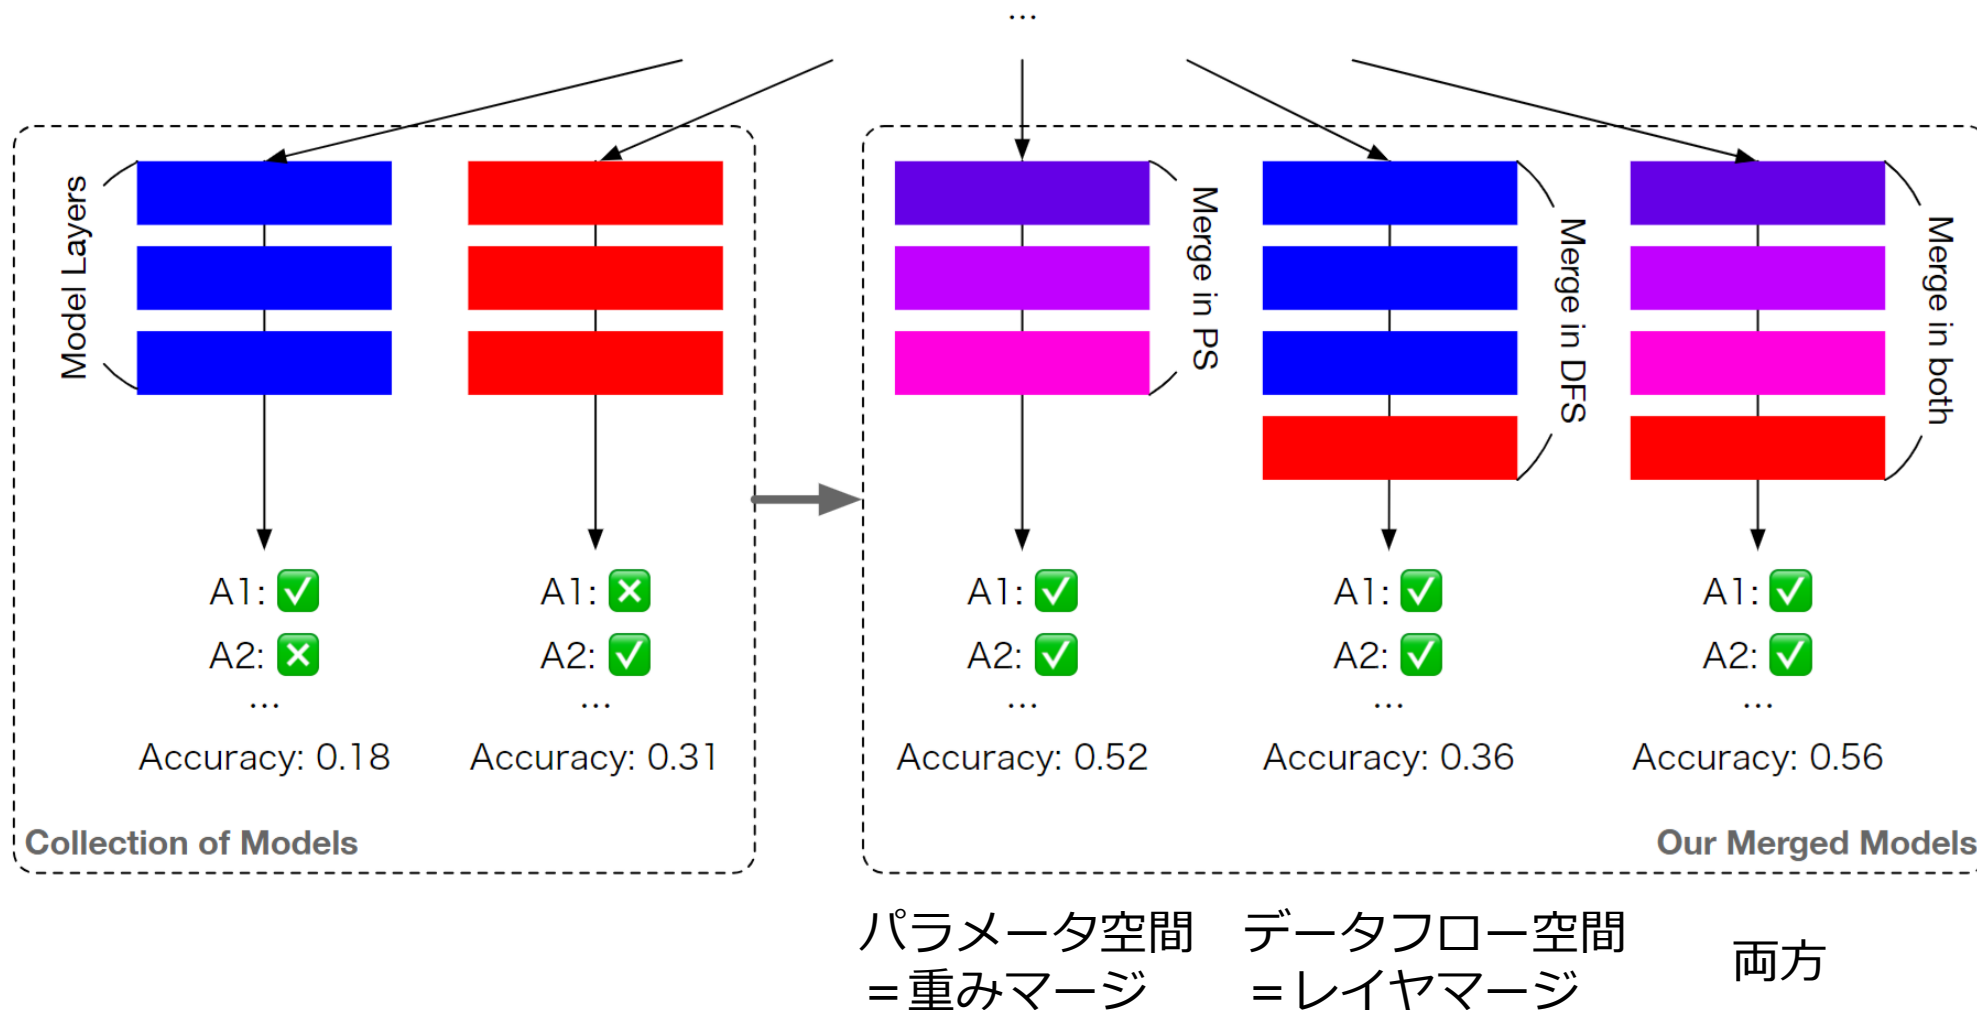 ...
Model Layers
Merge in PS
Merge in DFS
Merge in both
A1: ✅ A1: ❎ A1: ✅ A1: ✅ A1: ✅
A2: ❎ A2: ✅ A2: ✅ A2: ✅ A2: ✅
... ... ... ... ...
Accuracy: 0.18 Accuracy: 0.31 Accuracy: 0.52 Accuracy: 0.36 Accuracy: 0.56
Collection of Models
Our Merged Models
パラメータ空間
＝重みマージ
データフロー空間
＝レイヤマージ
両方